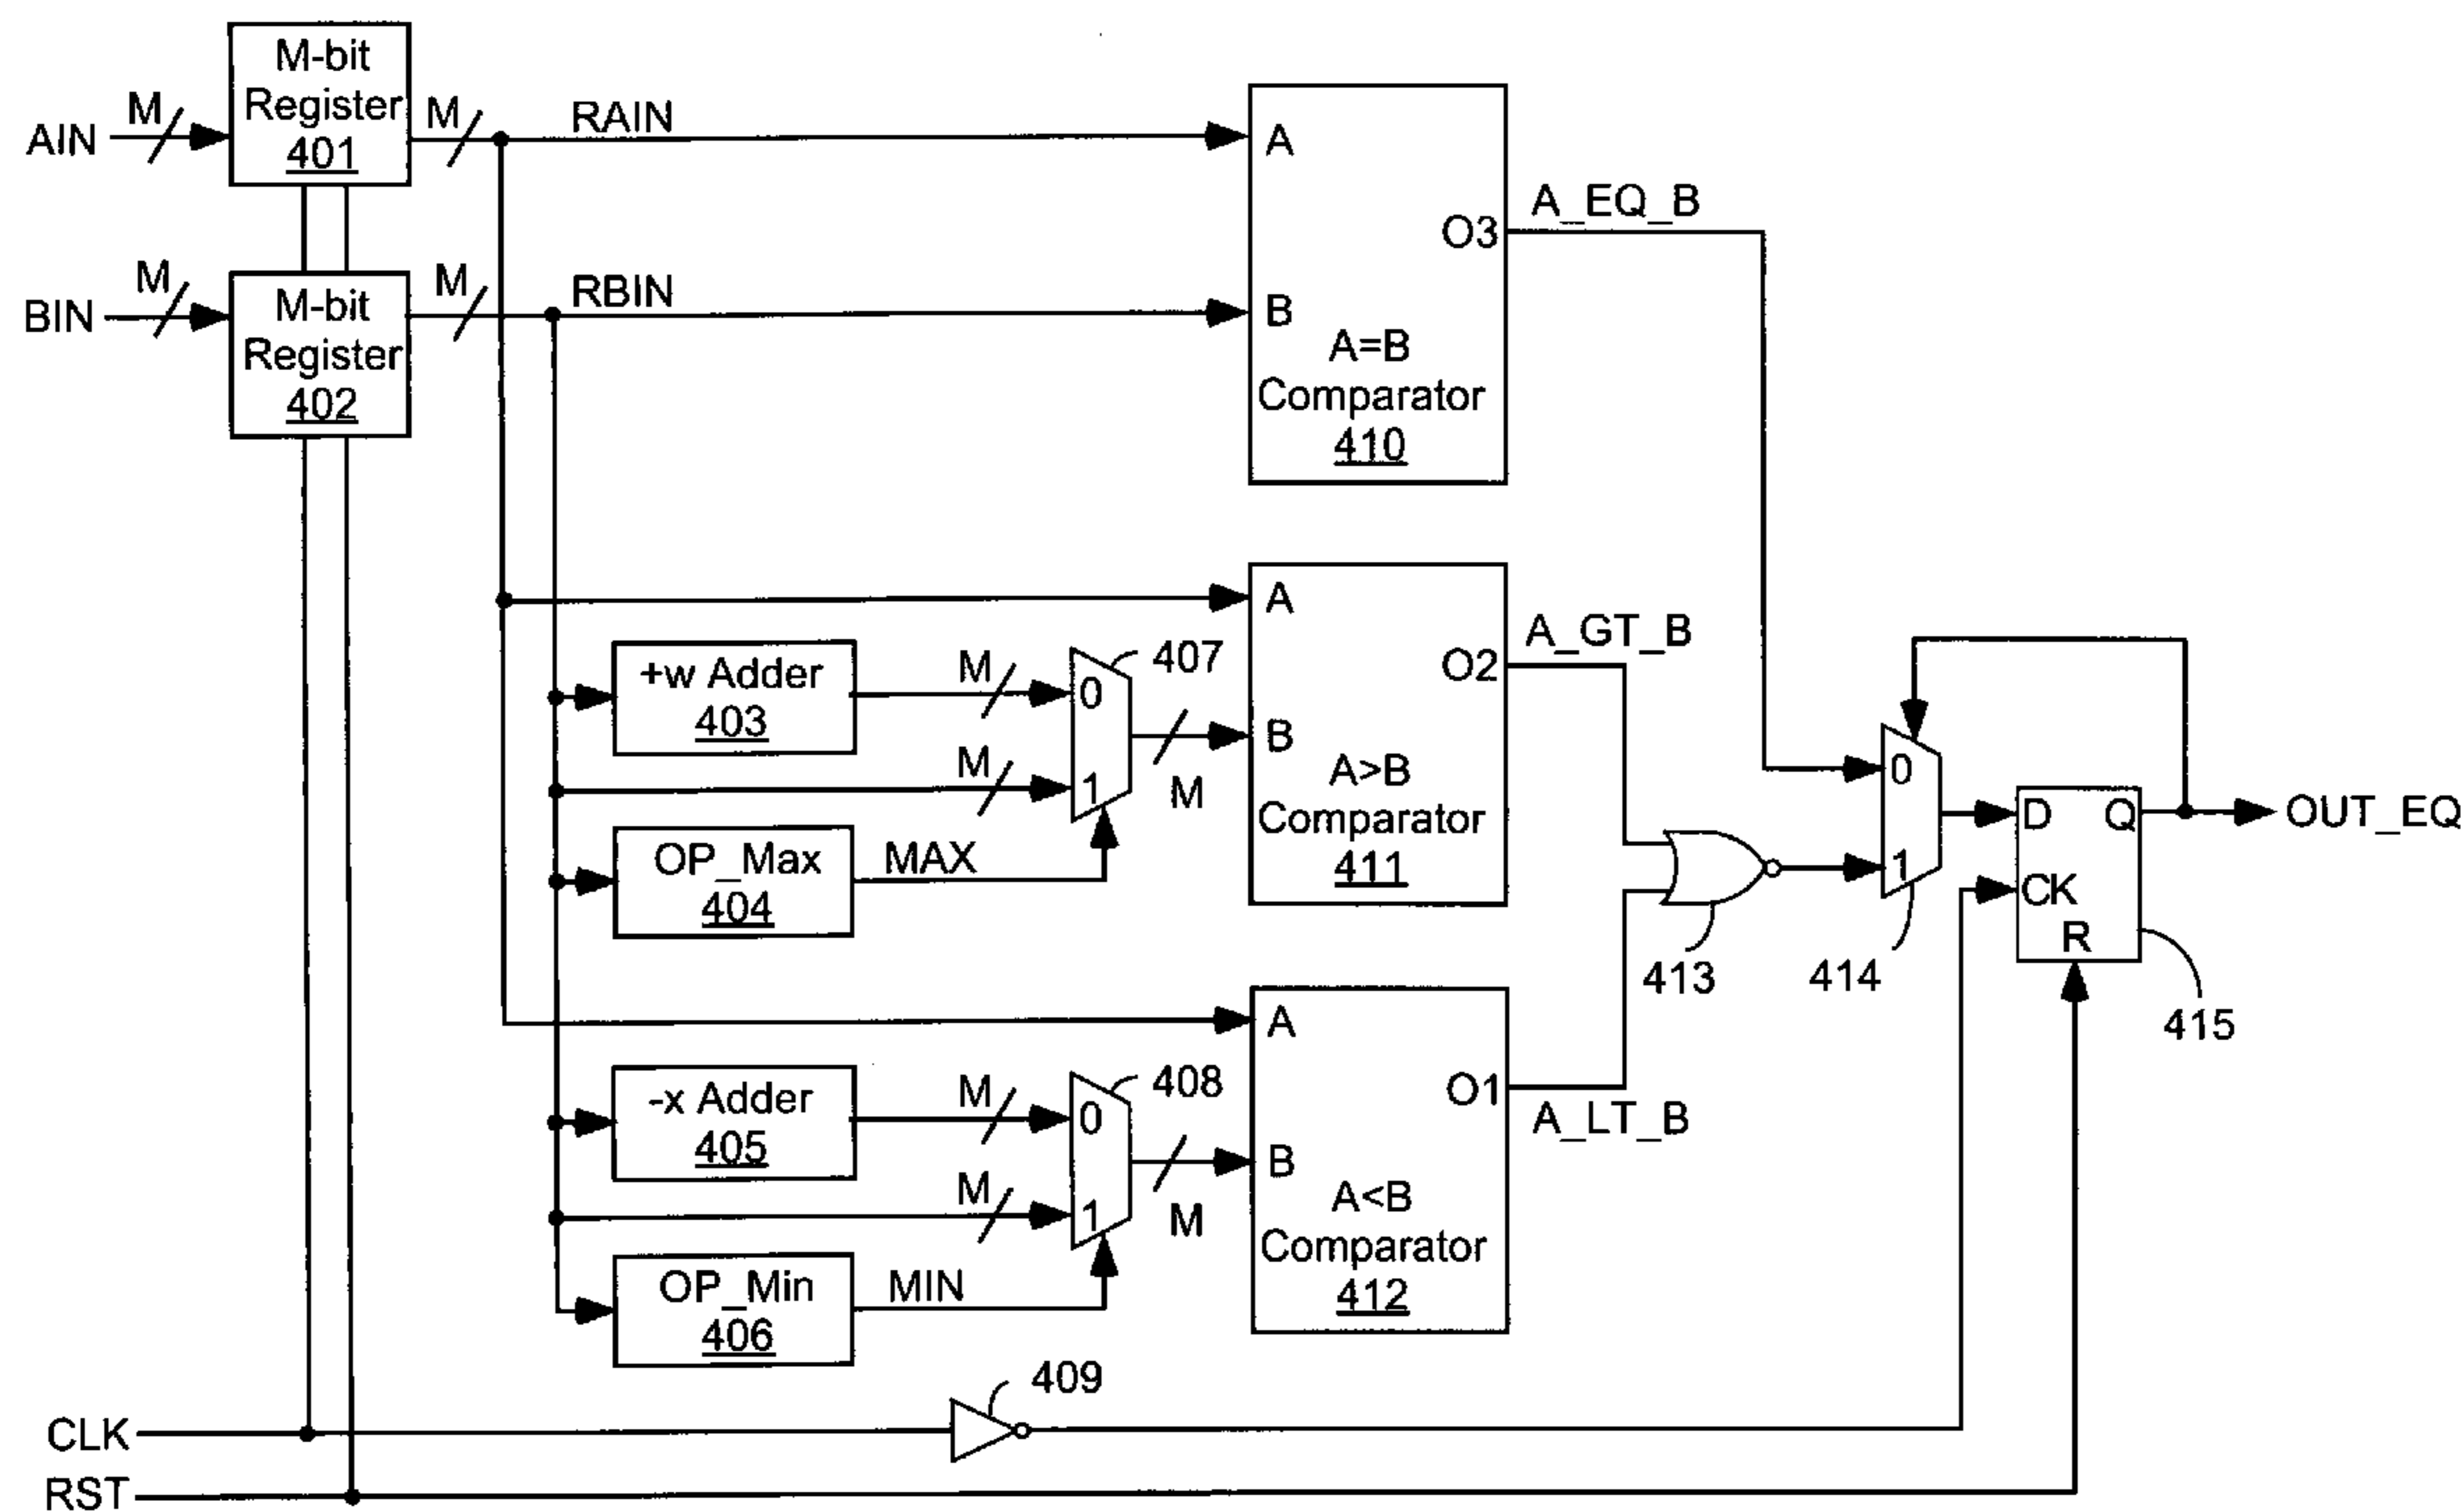 M-bit
Register
401
AIN
M
M
RAIN
A
O3
A_EQ_B
BIN
M
M-bit
Register
402
M
RBIN
B
A=B
Comparator
410
A
O2
A_GT_B
+w Adder
403
M
0
407
M
B
M
1
A>B
Comparator
411
OP_Max
404
MAX
0
1
414
413
D
Q
CK
R
415
OUT_EQ
A
O1
A_LT_B
-x Adder
405
M
0
408
M
B
M
1
A<B
Comparator
412
OP_Min
406
MIN
409
CLK
RST